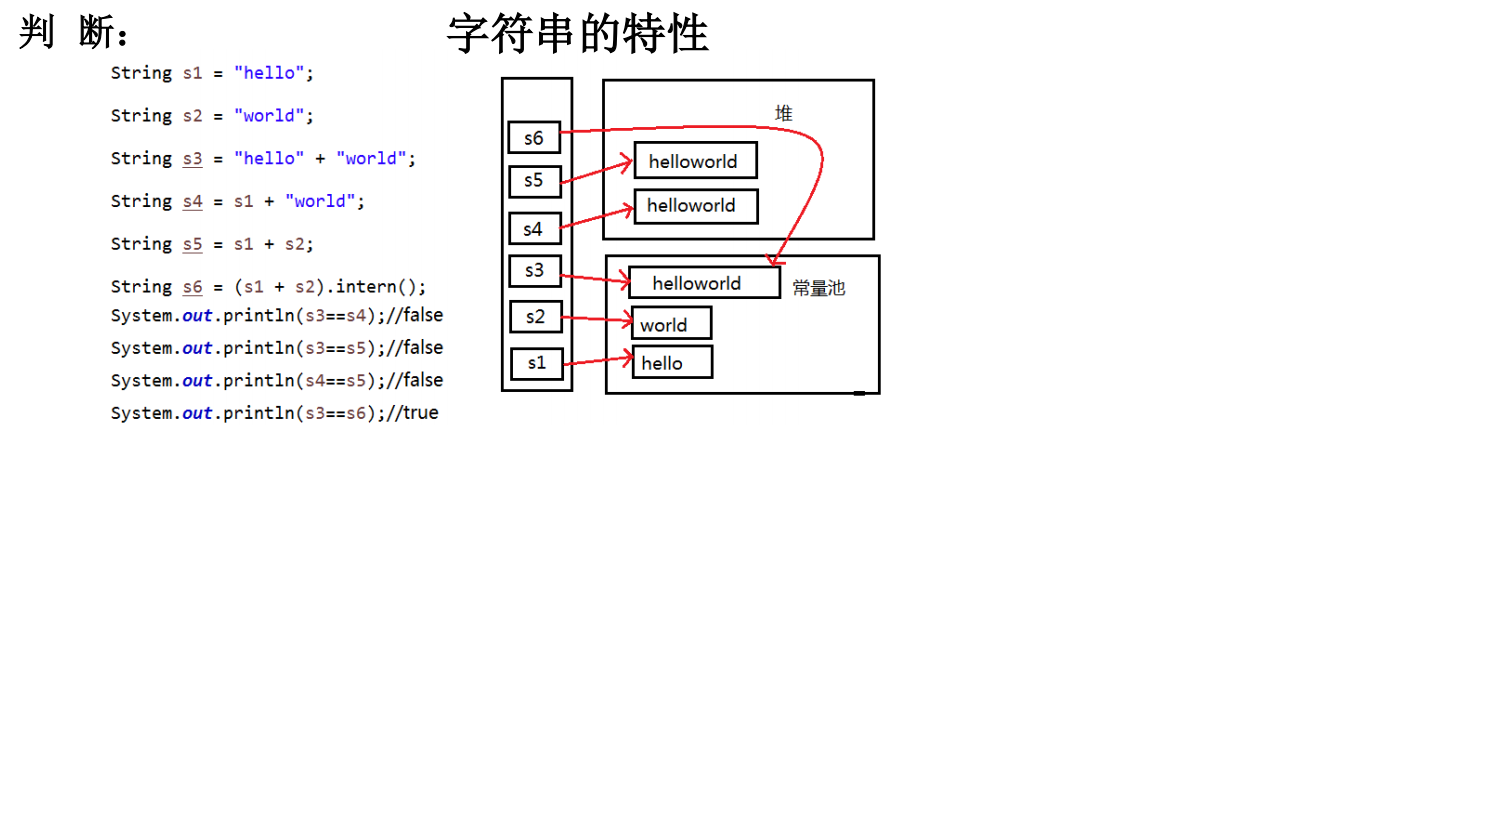 判 断：
字符串的特性
String s1 = "hello";
String s2 = "world";
String s3 = "hello" + "world";
String s4 = s1 + "world";
String s5 = s1 + s2;
String s6 = (s1 + s2).intern();
System.out.println(s3==s4);//false
System.out.println(s3==s5);//false
System.out.println(s4==s5);//false
System.out.println(s3==s6);//true
堆
s6
s5
helloworld
s4
helloworld
s3
helloworld
常量池
s2
world
s1
hello